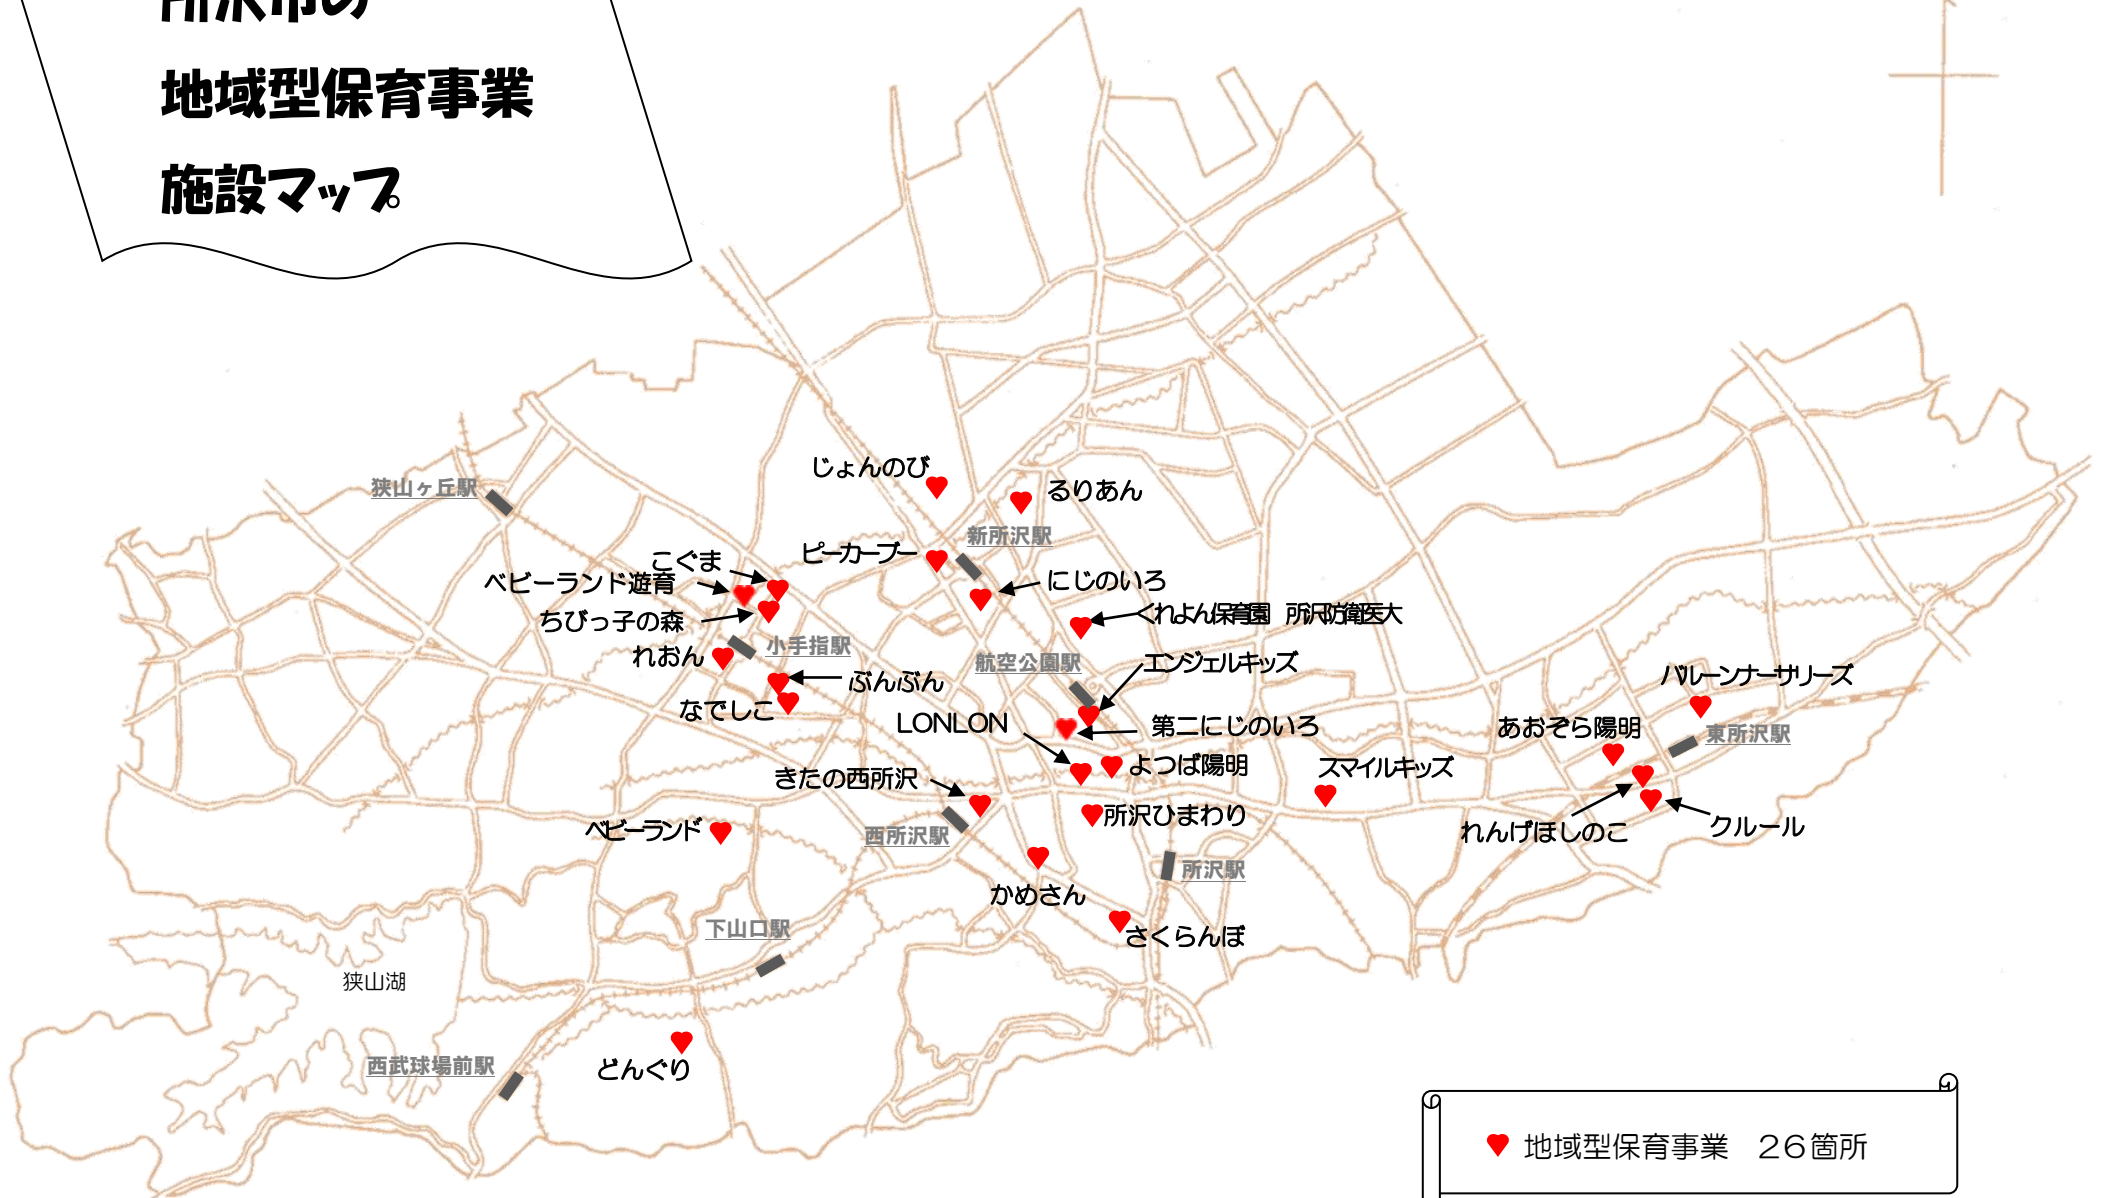 所沢市の
地域型保育事業
施設マップ
じょんのび
狭山ヶ丘駅
るりあん
新所沢駅
ピーカーブー
こぐま
ベビーランド遊育
にじのいろ
くれよん保育園　所沢防衛医大
ちびっ子の森
小手指駅
れおん
航空公園駅
エンジェルキッズ
バルーンナーサリーズ
ぶんぶん
なでしこ
LONLON
第二にじのいろ
あおぞら陽明
東所沢駅
よつば陽明
スマイルキッズ
きたの西所沢
所沢ひまわり
クルール
ベビーランド
れんげほしのこ
西所沢駅
所沢駅
かめさん
下山口駅
さくらんぼ
狭山湖
西武球場前駅
どんぐり
地域型保育事業　２６箇所